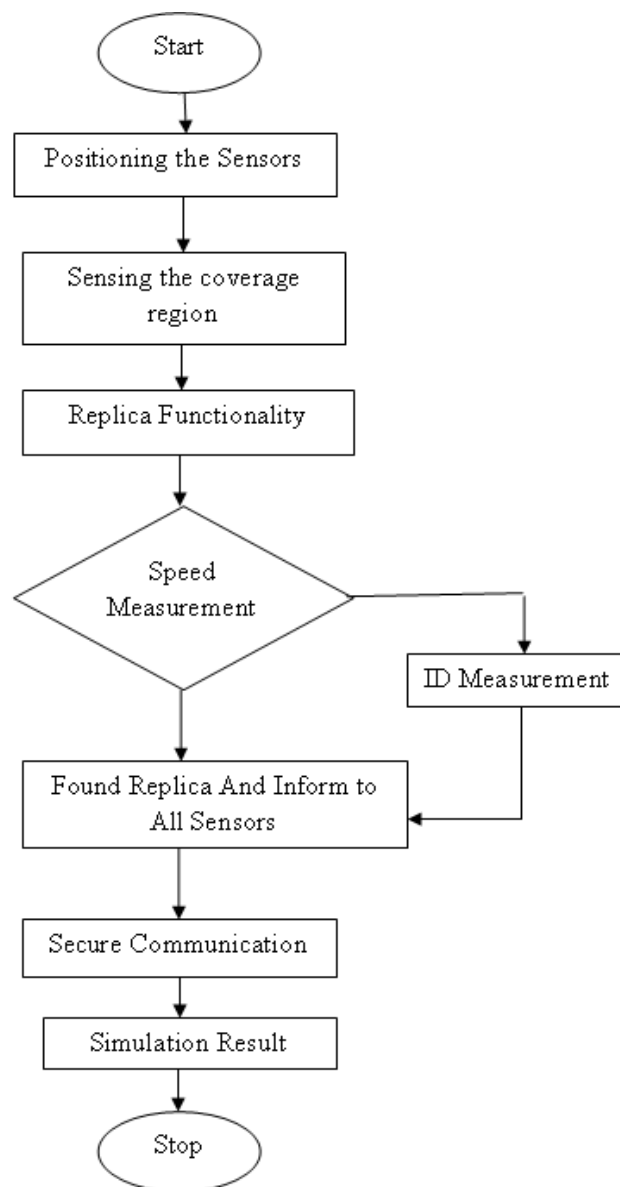 Start
Positioning the Sensors
Sensing the coverage
region
Replica Functionality
Speed
Measurement
ID Measurement
Found Replica And Inform to
All Sensors
Secure Communication
Simulation Result
Stop